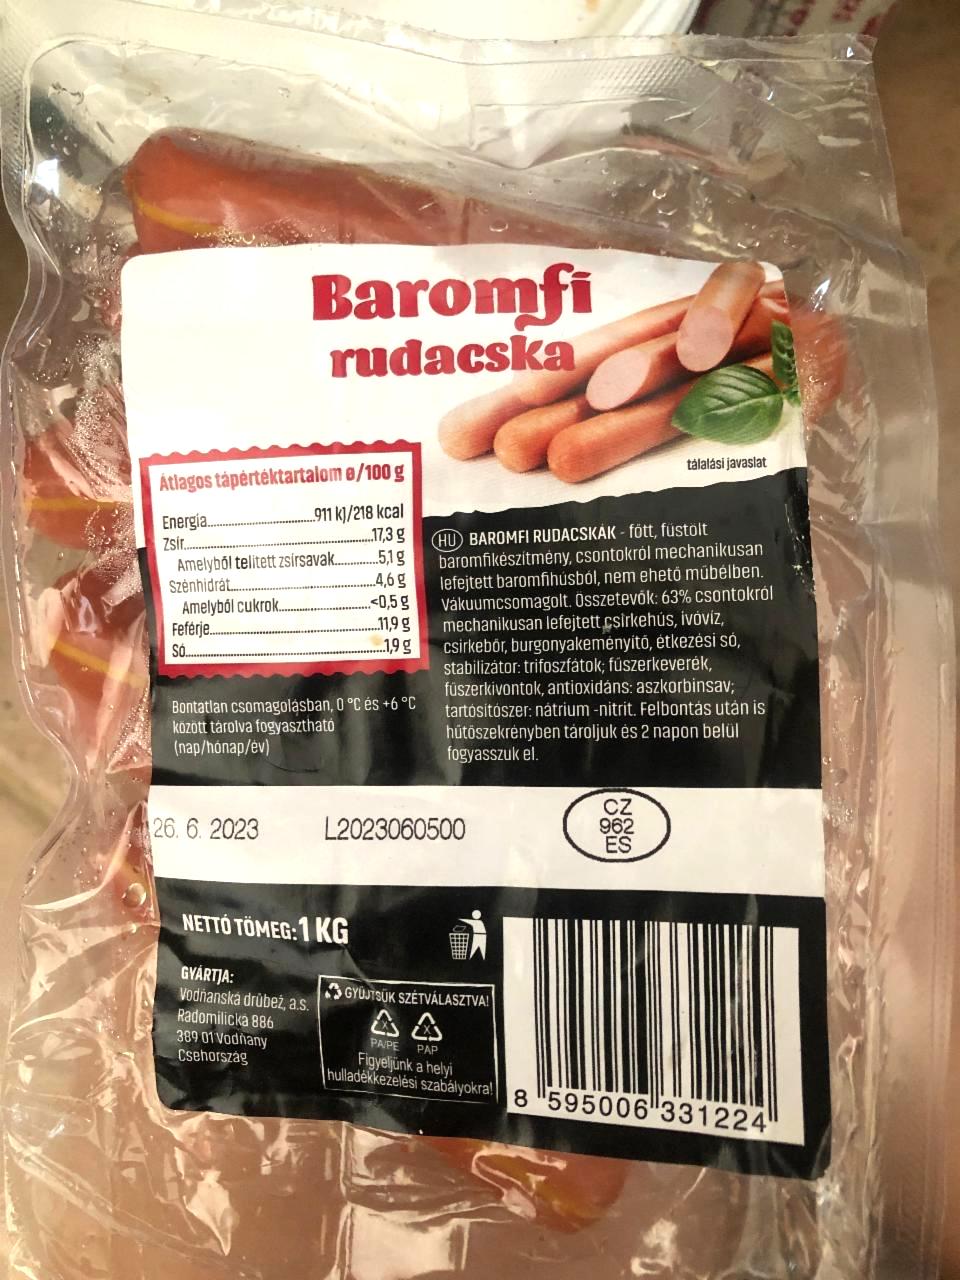 Baromfi
rudacska
tálalási javaslat
Átlagos tápértéktartalom ø/100 g
Energia....................911 kJ/218 kcal
Zsír....................17,3 g
Amelyből telített zsírsavak............5,1 g
Szénhidrát....................4,6 g
Amelyből cukrok....................<0,5 g
Fehérje....................11,9 g
Só....................1,9 g
Bontatlan csomagolásban, 0 °C és +6 °C
között tárolva fogyasztható
(nap/hónap/év)
HU BAROMFI RUDACSKÁK - főtt, füstölt
baromfikészítmény, csontokról mechanikusan
lefejtett baromfihúsból, nem ehető műbélben.
Vákuumcsomagolt. Összetevők: 63% csontokról
mechanikusan lefejtett csirkehús, ivóvíz,
csirkebőr, burgonyakeményítő, étkezési só,
stabilizátor: trifoszfátok; fűszerkeverék,
fűszerkivontok, antioxidáns: aszkorbinsav;
tartósítószer: nátrium -nitrit. Felbontás után is
hűtőszekrényben tároljuk és 2 napon belül
fogyasszuk el.
26. 6. 2023
L2023060500
CZ
962
ES
NETTÓ TÖMEG: 1 KG
GYÁRTJA:
Vodňanská drůbež, a.s.
Radomilická 886
389 01 Vodňany
Csehország
GYŰJTSÜK SZÉTVÁLASZTVA!
X X
PA/PE PAP
Figyeljünk a helyi
hulladékkezelési szabályokra!
8 595006 331224